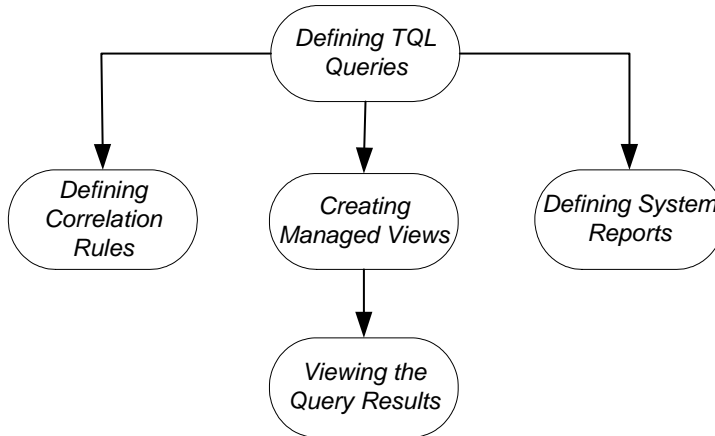 Defining TQL
Queries
Defining
Correlation
Rules
Creating
Managed Views
Defining System
Reports
Viewing the
Query Results